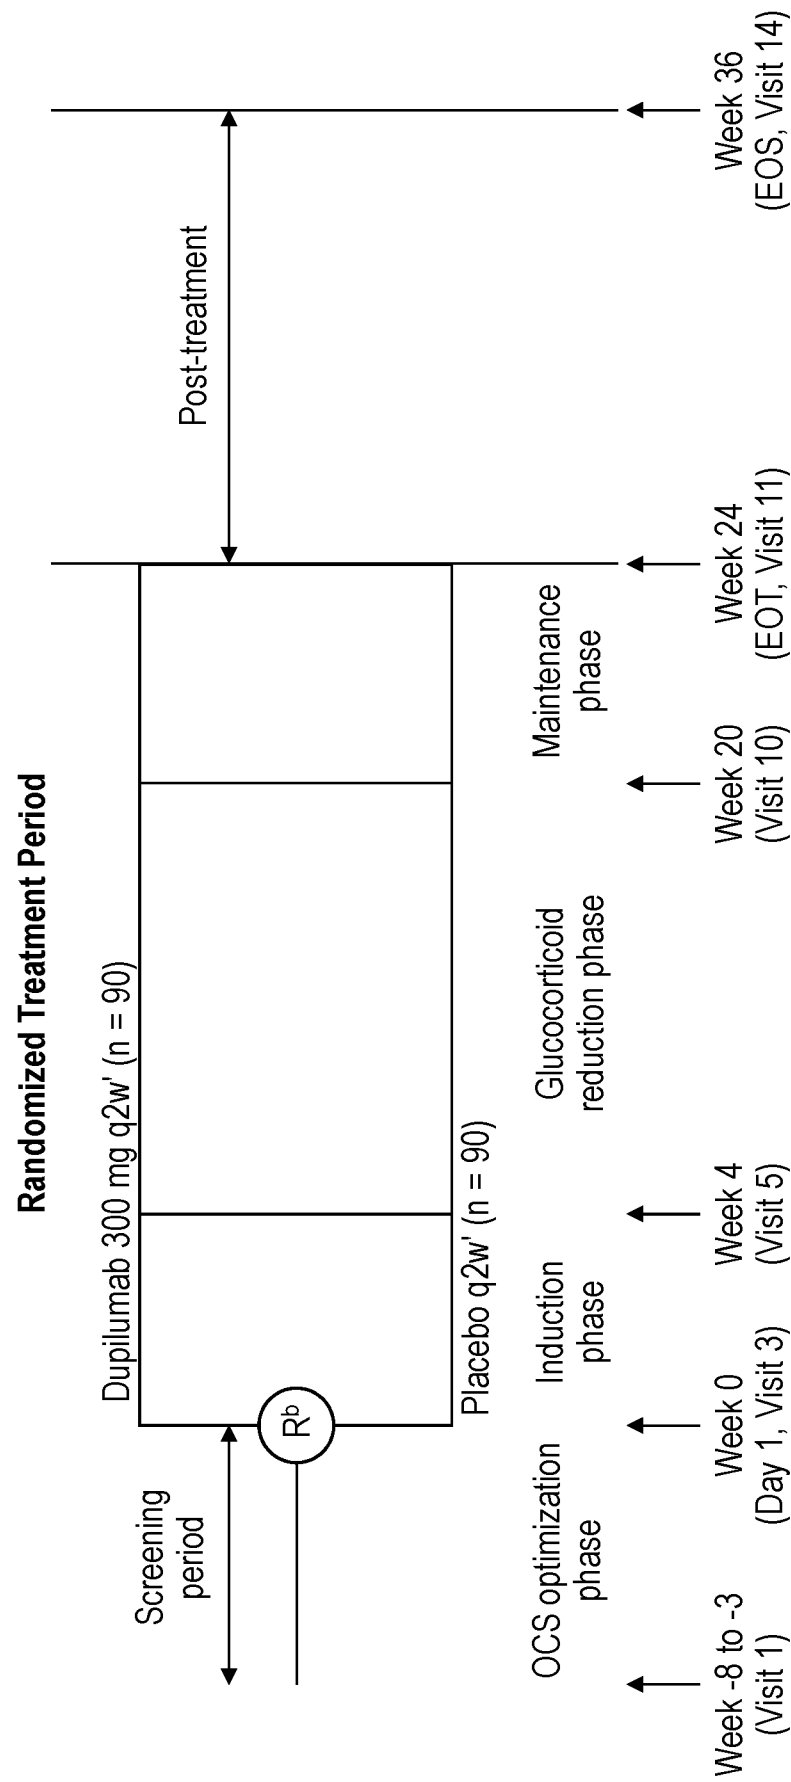 Randomized Treatment Period
Dupilumab 300 mg q2w' (n = 90)
Screening
period
Post-treatment
Rᵇ
Placebo q2w' (n = 90)
OCS optimization
phase
Induction
phase
Glucocorticoid
reduction phase
Maintenance
phase
Week -8 to -3
(Visit 1)
Week 0
(Day 1, Visit 3)
Week 4
(Visit 5)
Week 20
(Visit 10)
Week 24
(EOT, Visit 11)
Week 36
(EOS, Visit 14)